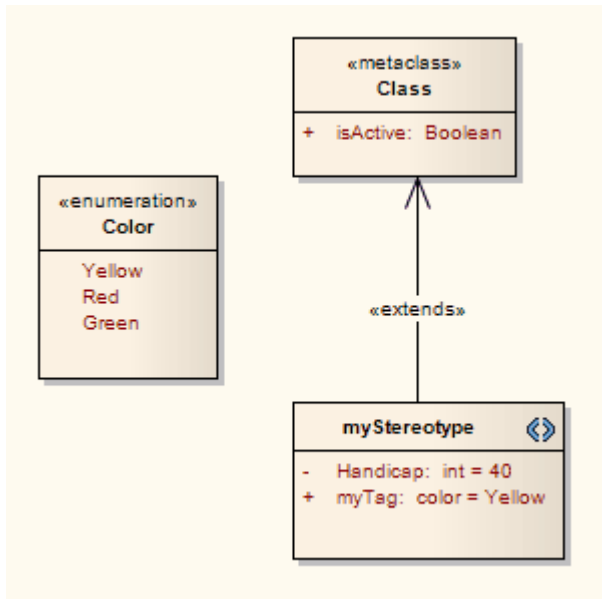 «metaclass»
Class
+ isActive: Boolean
«enumeration»
Color
Yellow
Red
Green
«extends»
myStereotype
- Handicap: int = 40
+ myTag: color = Yellow